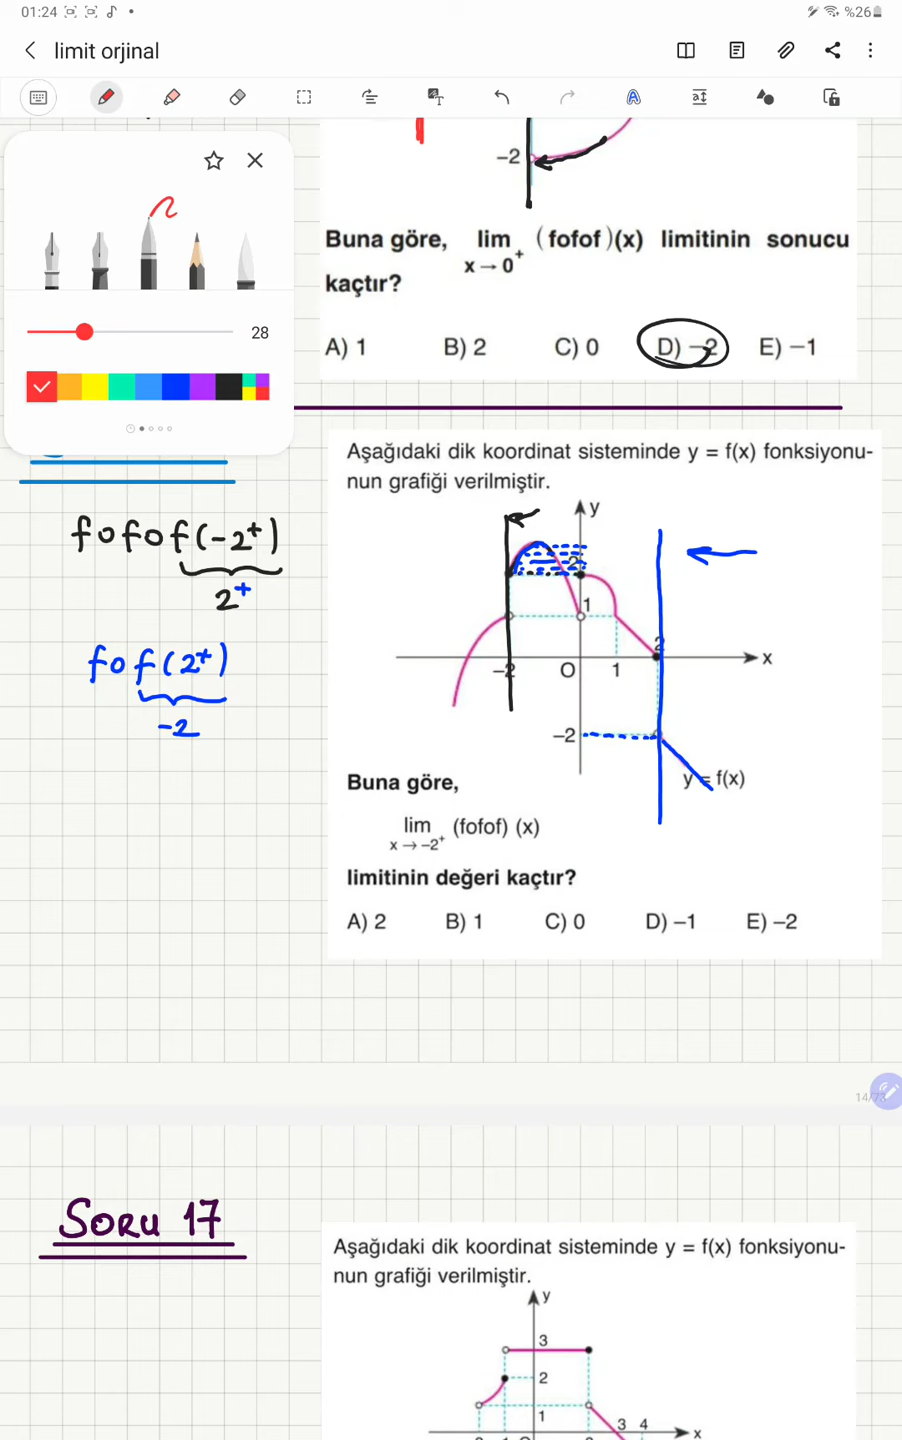 01:24 %26
limit orjinal
28
-2
Buna göre, lim (fofof)(x) limitinin sonucu
x → 0⁺
kaçtır?
A) 1 B) 2 C) 0 D) -2 E) -1
Aşağıdaki dik koordinat sisteminde y = f(x) fonksiyonu-
nun grafiği verilmiştir.
fofof(-2⁺)
2⁺
fof(2⁺)
-2
y
2
1
2
-2 O 1 x
-2
y = f(x)
Buna göre,
lim (fofof) (x)
x → -2⁺
limitinin değeri kaçtır?
A) 2 B) 1 C) 0 D) -1 E) -2
SORU 17
Aşağıdaki dik koordinat sisteminde y = f(x) fonksiyonu-
nun grafiği verilmiştir.
y
3
2
1
3 4
x